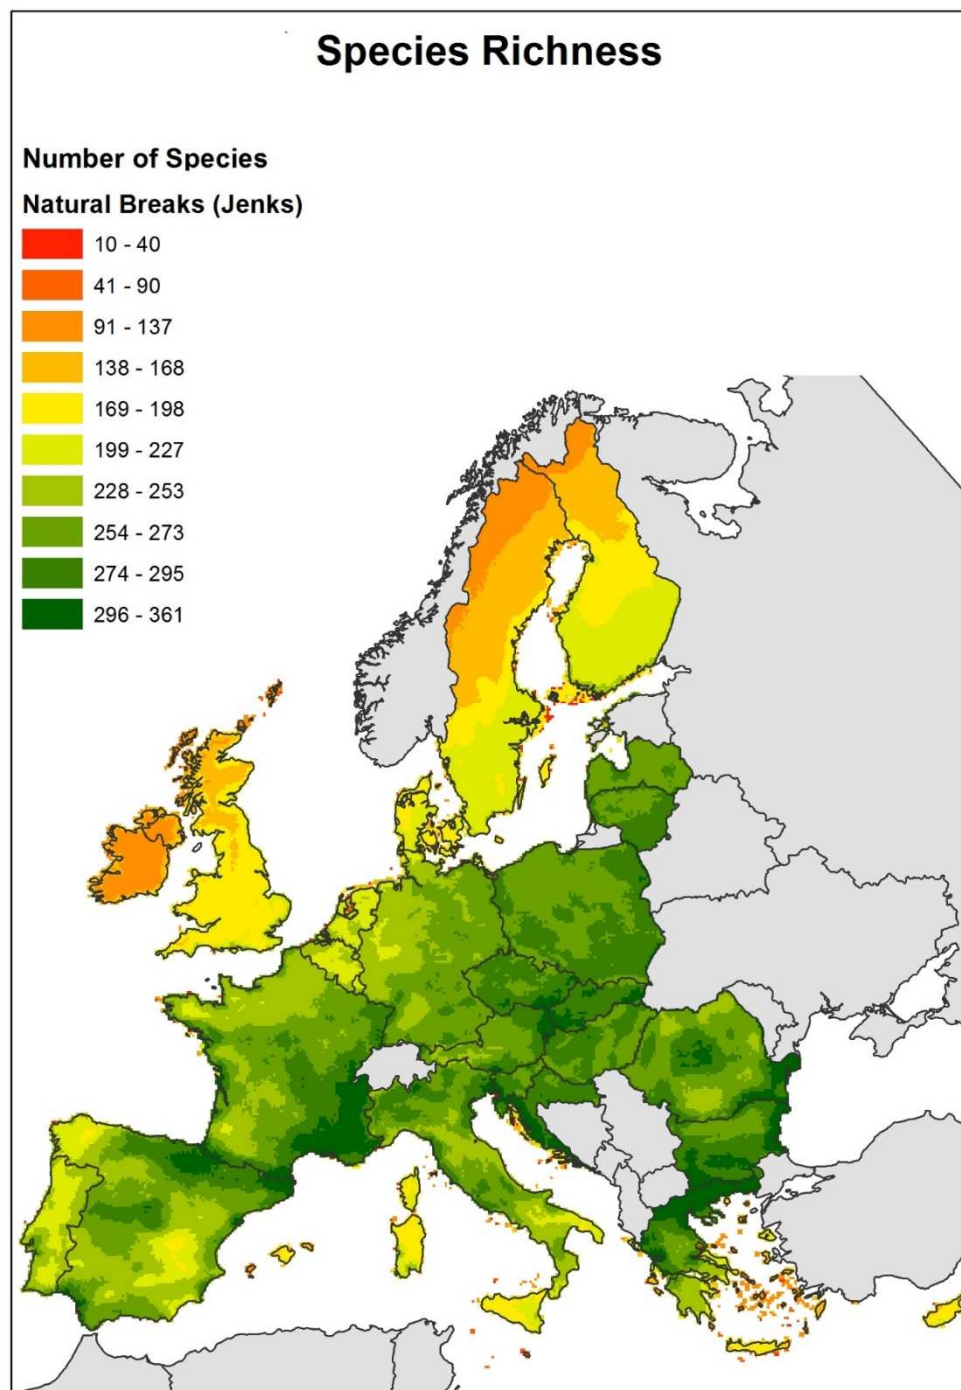 Species Richness
Number of Species
Natural Breaks (Jenks)
10 - 40
41 - 90
91 - 137
138 - 168
169 - 198
199 - 227
228 - 253
254 - 273
274 - 295
296 - 361